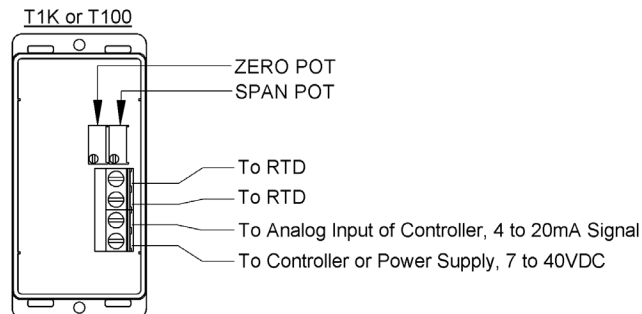 T1K or T100
ZERO POT
SPAN POT
To RTD
To RTD
To Analog Input of Controller, 4 to 20mA Signal
To Controller or Power Supply, 7 to 40VDC